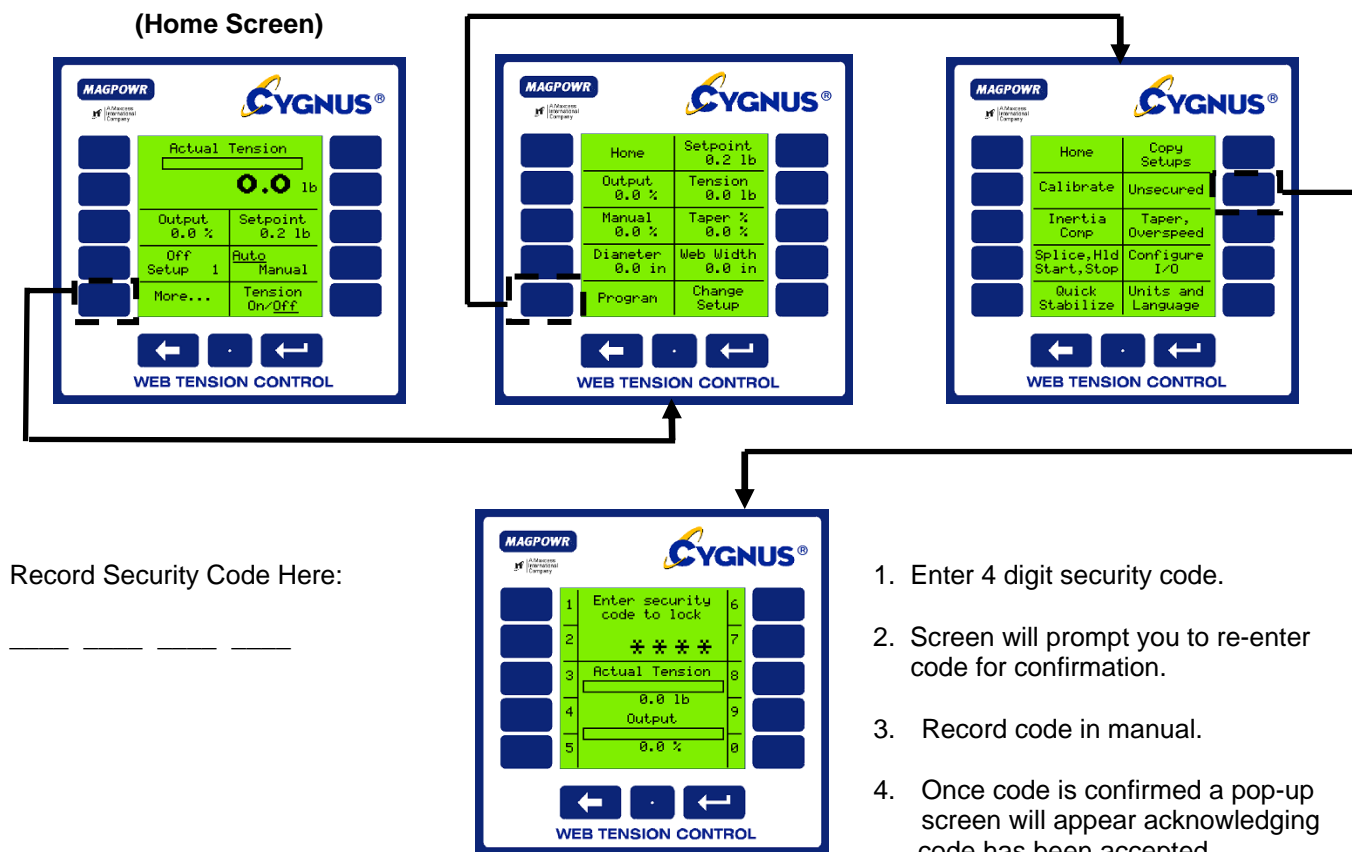 (Home Screen)
MAGPOWR
A Maxcess
International
Company
CYGNUS®
Actual Tension
0.0 lb
Output Setpoint
0.0 % 0.2 lb
Off Auto
Setup 1 Manual
More... Tension
On/Off
WEB TENSION CONTROL
MAGPOWR
A Maxcess
International
Company
CYGNUS®
Home Setpoint
0.2 lb
Output Tension
0.0 % 0.0 lb
Manual Taper %
0.0 % 0.0 %
Diameter Web Width
0.0 in 0.0 in
Program Change
Setup
WEB TENSION CONTROL
MAGPOWR
A Maxcess
International
Company
CYGNUS®
Home Copy
Setups
Calibrate Unsecured
Inertia Taper,
Comp Overspeed
Splice,Hld Configure
Start,Stop I/O
Quick Units and
Stabilize Language
WEB TENSION CONTROL
Record Security Code Here:
____ ____ ____ ____
MAGPOWR
A Maxcess
International
Company
CYGNUS®
1 Enter security 6
code to lock
2 **** 7
3 Actual Tension 8
0.0 lb
4 Output 9
5 0.0 % 0
WEB TENSION CONTROL
1. Enter 4 digit security code.
2. Screen will prompt you to re-enter
code for confirmation.
3. Record code in manual.
4. Once code is confirmed a pop-up
screen will appear acknowledging
code has been accepted